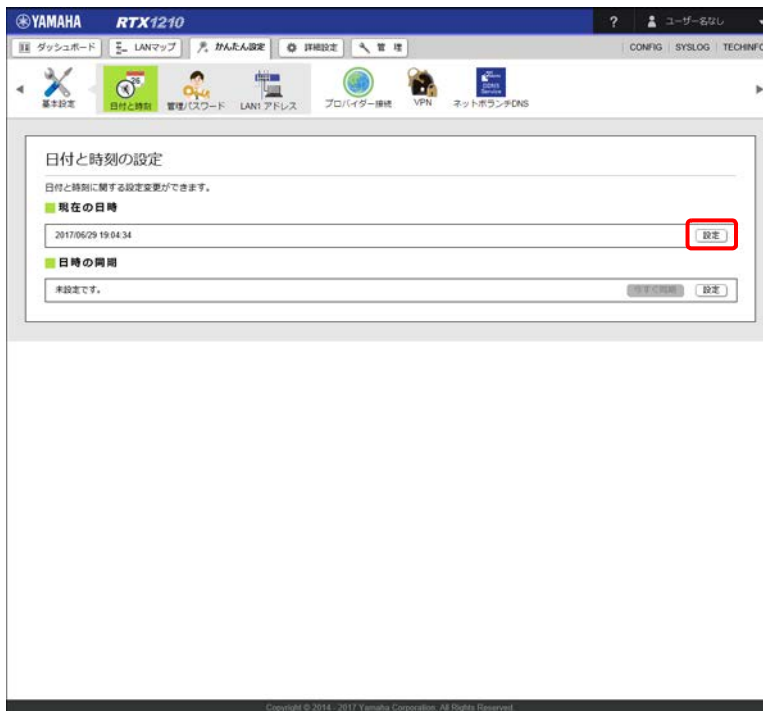 YAMAHA RTX1210 ? ユーザー名なし
ダッシュボード LANマップ かんたん設定 詳細設定 管理 CONFIG SYSLOG TECHINFO
基本設定 日付と時刻 管理パスワード LAN1 アドレス プロバイダー接続 VPN ネットボランチDNS
日付と時刻の設定
日付と時刻に関する設定変更ができます。
現在の日時
2017/06/29 19:04:34 設定
日時の同期
未設定です。 今すぐ同期 設定
Copyright © 2014 - 2017 Yamaha Corporation. All Rights Reserved.